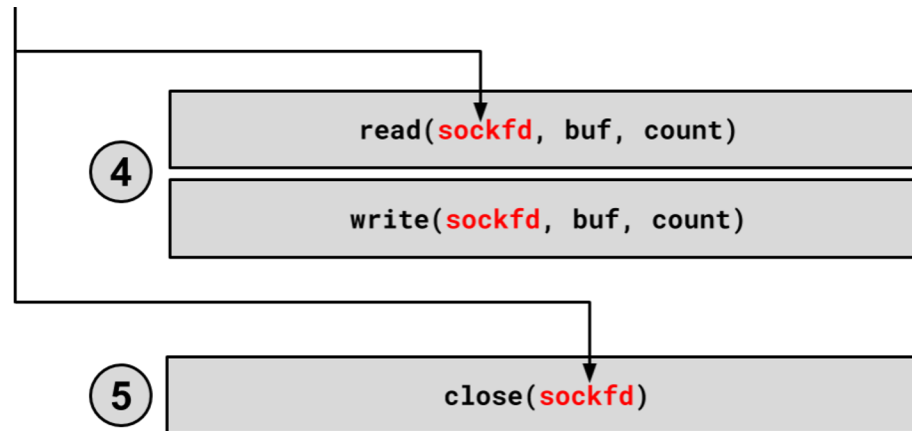 read(sockfd, buf, count)
4
write(sockfd, buf, count)
5
close(sockfd)